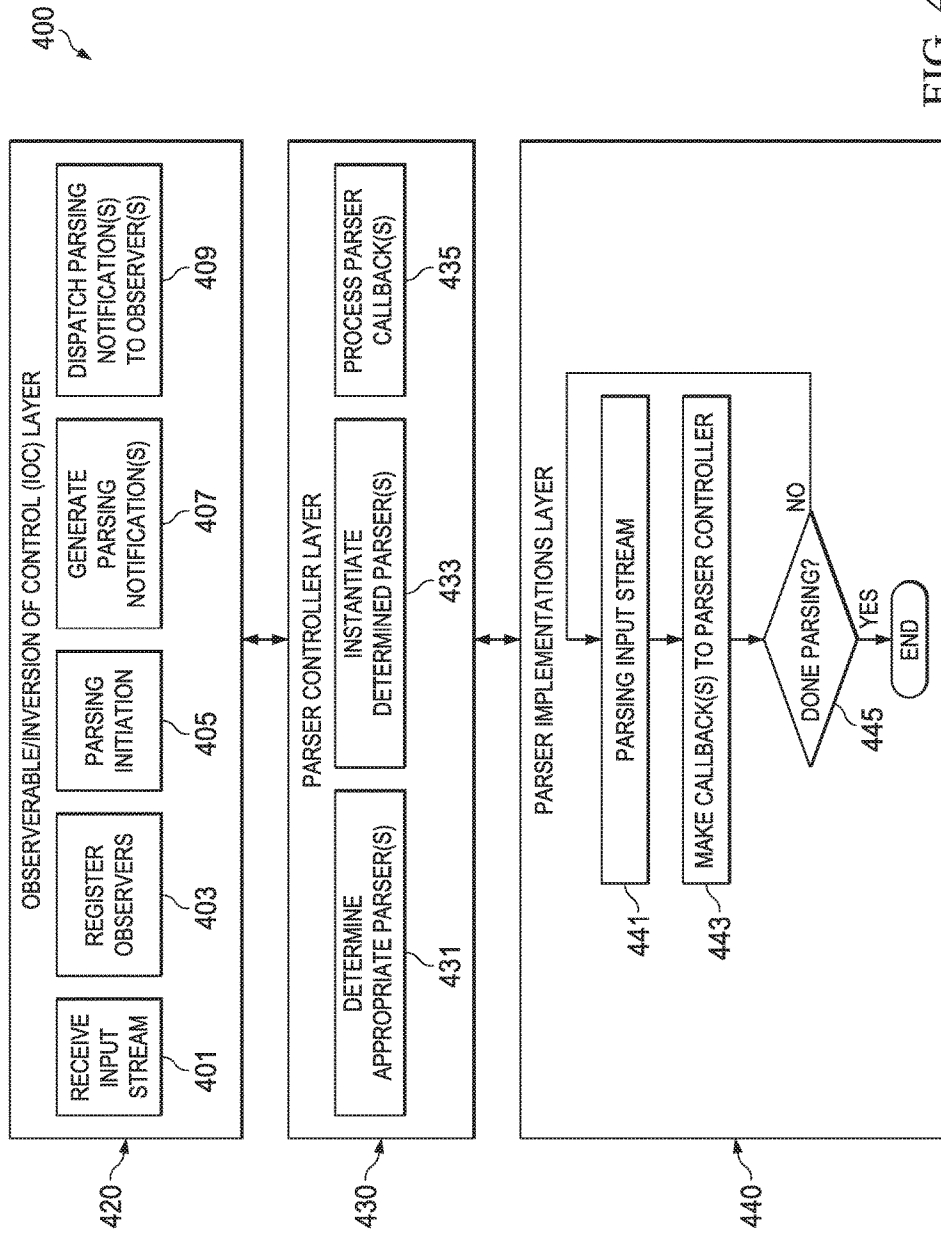 400
OBSERVERABLE/INVERSION OF CONTROL (IOC) LAYER
RECEIVE
INPUT
STREAM
401
REGISTER
OBSERVERS
403
PARSING
INITIATION
405
GENERATE
PARSING
NOTIFICATION(S)
407
DISPATCH PARSING
NOTIFICATION(S)
TO OBSERVER(S)
409
420
PARSER CONTROLLER LAYER
DETERMINE
APPROPRIATE PARSER(S)
431
INSTANTIATE
DETERMINED PARSER(S)
433
PROCESS PARSER
CALLBACK(S)
435
430
PARSER IMPLEMENTATIONS LAYER
PARSING INPUT STREAM
441
MAKE CALLBACK(S) TO PARSER CONTROLLER
443
DONE PARSING?
445
NO
YES
END
440
FIG. 4